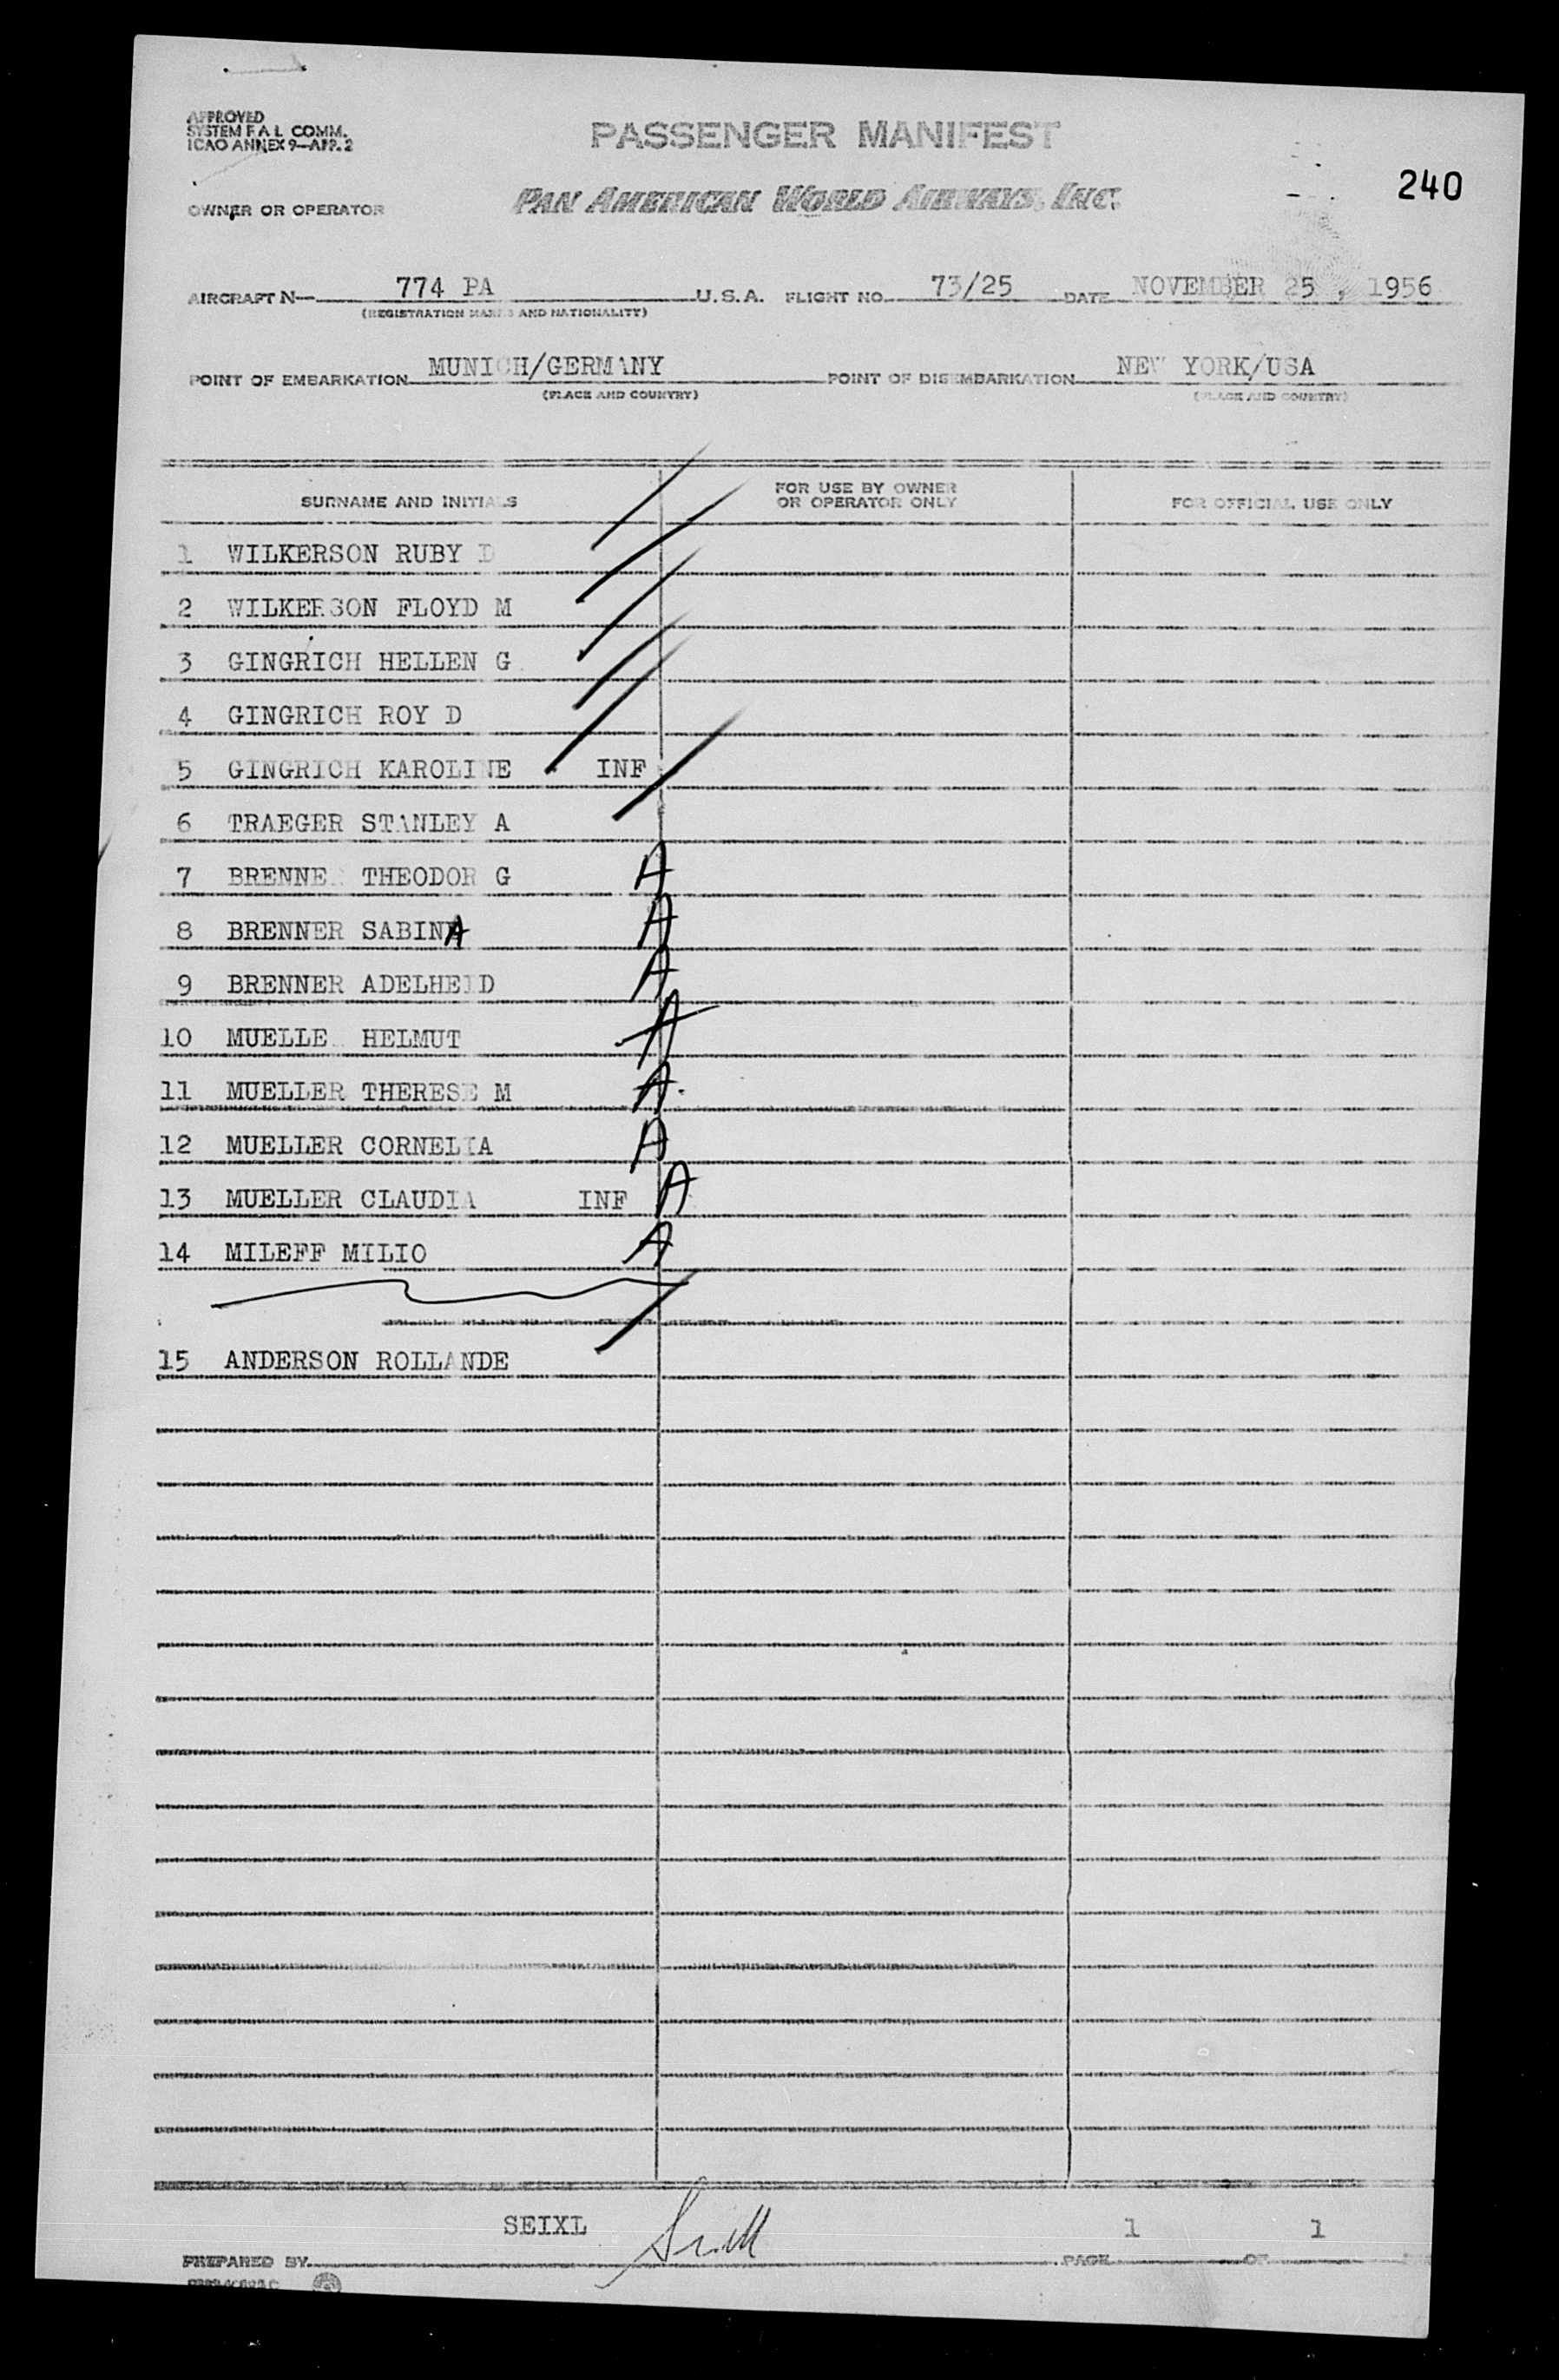 APPROVED
SYSTEM F A L COMM.
ICAO ANNEX 9—APP. 2
PASSENGER MANIFEST
240
OWNER OR OPERATOR
PAN AMERICAN WORLD AIRWAYS, INC.
AIRCRAFT N— 774 PA U.S.A. FLIGHT NO. 73/25 DATE NOVEMBER 25 , 1956
(REGISTRATION MARKS AND NATIONALITY)
POINT OF EMBARKATION MUNICH/GERMANY POINT OF DISEMBARKATION NEW YORK/USA
(PLACE AND COUNTRY) (PLACE AND COUNTRY)
SURNAME AND INITIALS FOR USE BY OWNER OR OPERATOR ONLY FOR OFFICIAL USE ONLY
1 WILKERSON RUBY D
2 WILKERSON FLOYD M
3 GINGRICH HELLEN G
4 GINGRICH ROY D
5 GINGRICH KAROLINE INF
6 TRAEGER STANLEY A
7 BRENNER THEODOR G A
8 BRENNER SABINA A
9 BRENNER ADELHEID A
10 MUELLER HELMUT A
11 MUELLER THERESE M A
12 MUELLER CORNELIA A
13 MUELLER CLAUDIA INF A
14 MILEFF MILIO A
15 ANDERSON ROLLANDE
SEIXL 1 1
PREPARED BY PAGE OF